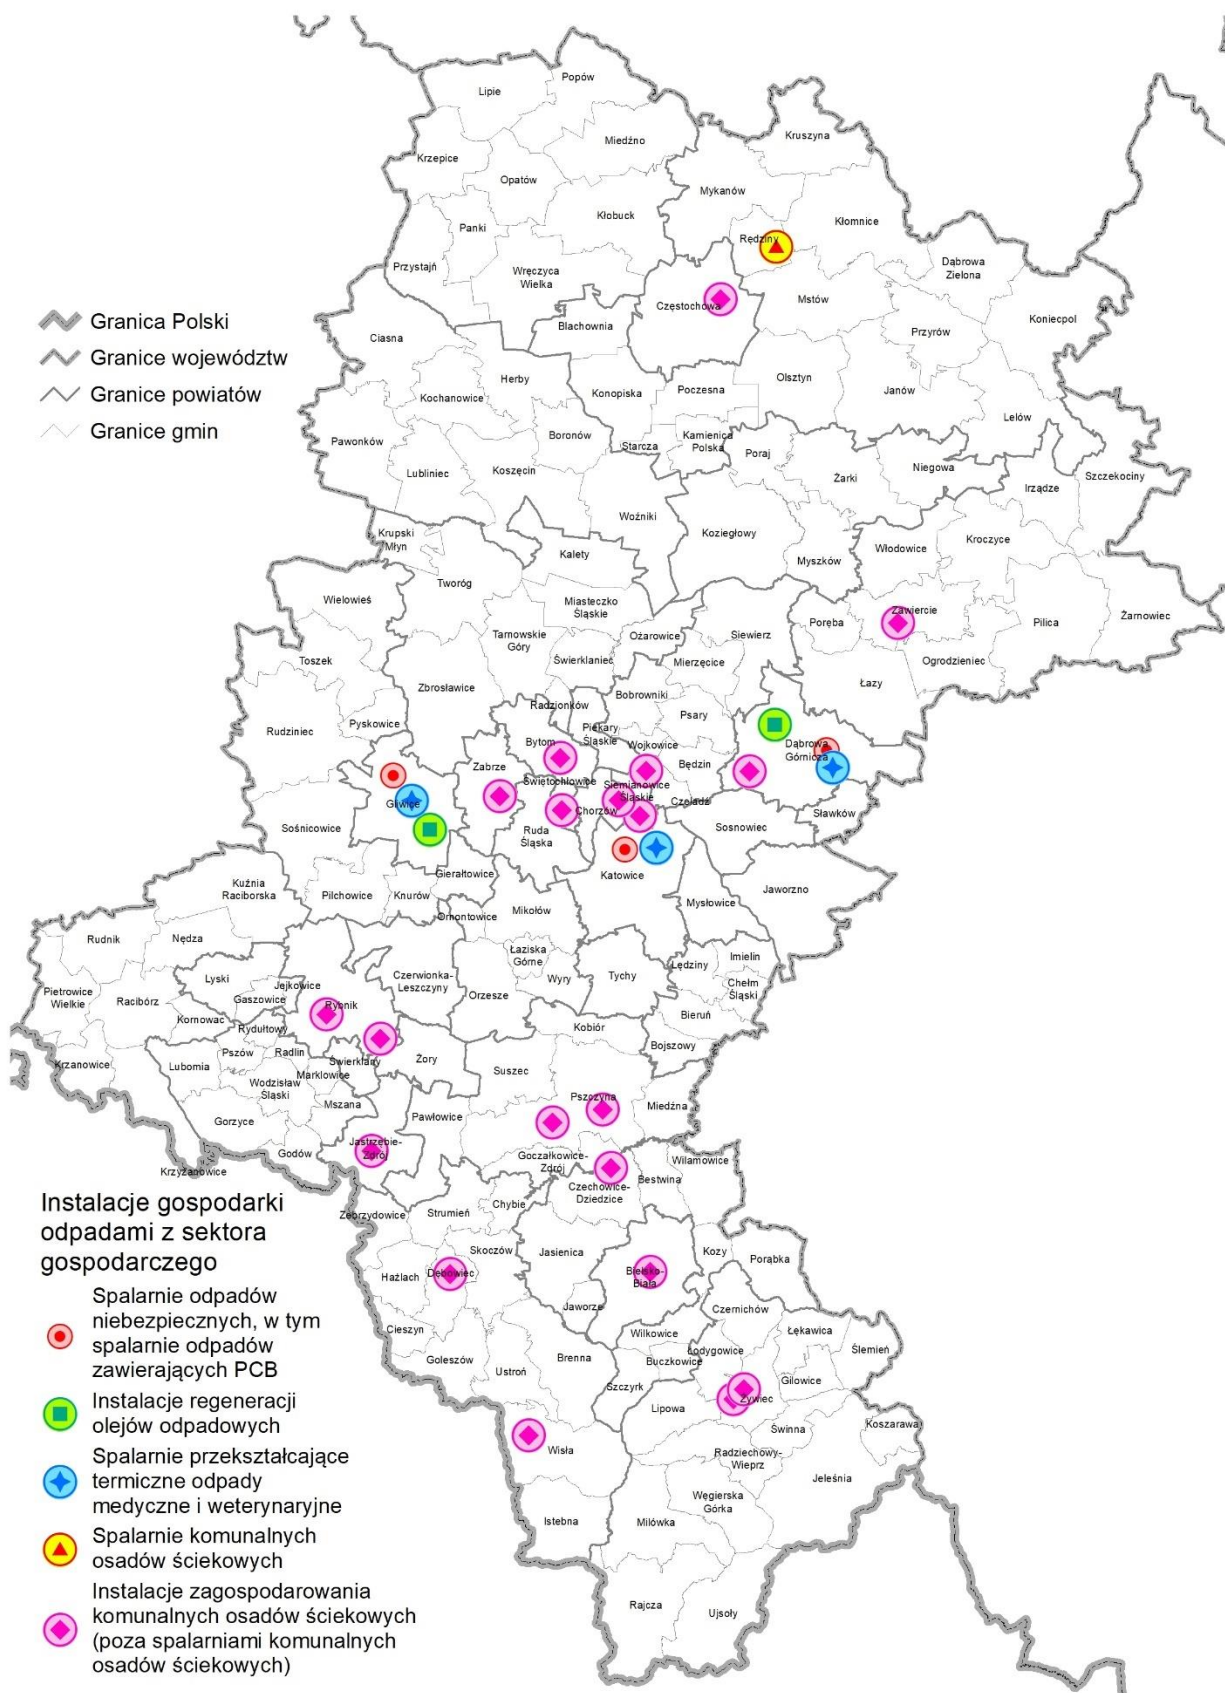 Popów
Lipie
Kruszyna
Miedźno
Krzepice
Opatów
Mykanów
Kłobuck
Kłomnice
Panki
Rędziny
Przystajń
Wręczyca
Wielka
Dąbrowa
Zielona
Mstów
Częstochowa
Koniecpol
Granica Polski
Blachownia
Przyrów
Ciasna
Granice województw
Herby
Olsztyn
Konopiska
Poczesna
Janów
Granice powiatów
Kochanowice
Lelów
Granice gmin
Pawonków
Boronów
Starcza
Kamienica
Polska
Poraj
Lubliniec
Koszęcin
Niegowa
Żarki
Szczekociny
Irządze
Woźniki
Krupski
Młyn
Koziegłowy
Kroczyce
Włodowice
Kalety
Myszków
Tworóg
Wielowieś
Miasteczko
Śląskie
Zawiercie
Żarnowiec
Poręba
Pilica
Tarnowskie
Góry
Ożarowice
Siewierz
Toszek
Świerklaniec
Mierzęcice
Ogrodzieniec
Zbrosławice
Bobrowniki
Łazy
Radzionków
Pyskowice
Rudziniec
Piekary
Śląskie
Psary
Bytom
Wojkowice
Dąbrowa
Górnicza
Zabrze
Będzin
Świętochłowice
Siemianowice
Śląskie
Gliwice
Chorzów
Czeladź
Sławków
Sośnicowice
Ruda
Śląska
Sosnowiec
Katowice
Gierałtowice
Kuźnia
Raciborska
Pilchowice
Knurów
Jaworzno
Ornontowice
Mikołów
Mysłowice
Rudnik
Nędza
Łaziska
Górne
Imielin
Lędziny
Lyski
Czerwionka-
Leszczyny
Wyry
Tychy
Pietrowice
Wielkie
Jejkowice
Chełm
Śląski
Racibórz
Gaszowice
Orzesze
Rybnik
Bieruń
Kornowac
Rydułtowy
Kobiór
Bojszowy
Pszów
Radlin
Świerklany
Żory
Krzanowice
Lubomia
Marklowice
Suszec
Wodzisław
Śląski
Mszana
Pszczyna
Miedźna
Gorzyce
Pawłowice
Jastrzębie-
Zdrój
Godów
Goczałkowice-
Zdrój
Wilamowice
Krzyżanowice
Bestwina
Czechowice-
Dziedzice
Instalacje gospodarki
odpadami z sektora
gospodarczego
Chybie
Strumień
Zebrzydowice
Skoczów
Jasienica
Kozy
Porąbka
Haźlach
Dębowiec
Bielsko-
Biała
Spalarnie odpadów
niebezpiecznych, w tym
spalarnie odpadów
zawierających PCB
Jaworze
Czernichów
Cieszyn
Wilkowice
Łękawica
Ślemień
Łodygowice
Goleszów
Brenna
Buczkowice
Ustroń
Gilowice
Szczyrk
Żywiec
Instalacje regeneracji
olejów odpadowych
Lipowa
Koszarawa
Świnna
Wisła
Radziechowy-
Wieprz
Spalarnie przekształcające
termiczne odpady
medyczne i weterynaryjne
Jeleśnia
Węgierska
Górka
Istebna
Milówka
Spalarnie komunalnych
osadów ściekowych
Rajcza
Ujsoły
Instalacje zagospodarowania
komunalnych osadów ściekowych
(poza spalarniami komunalnych
osadów ściekowych)